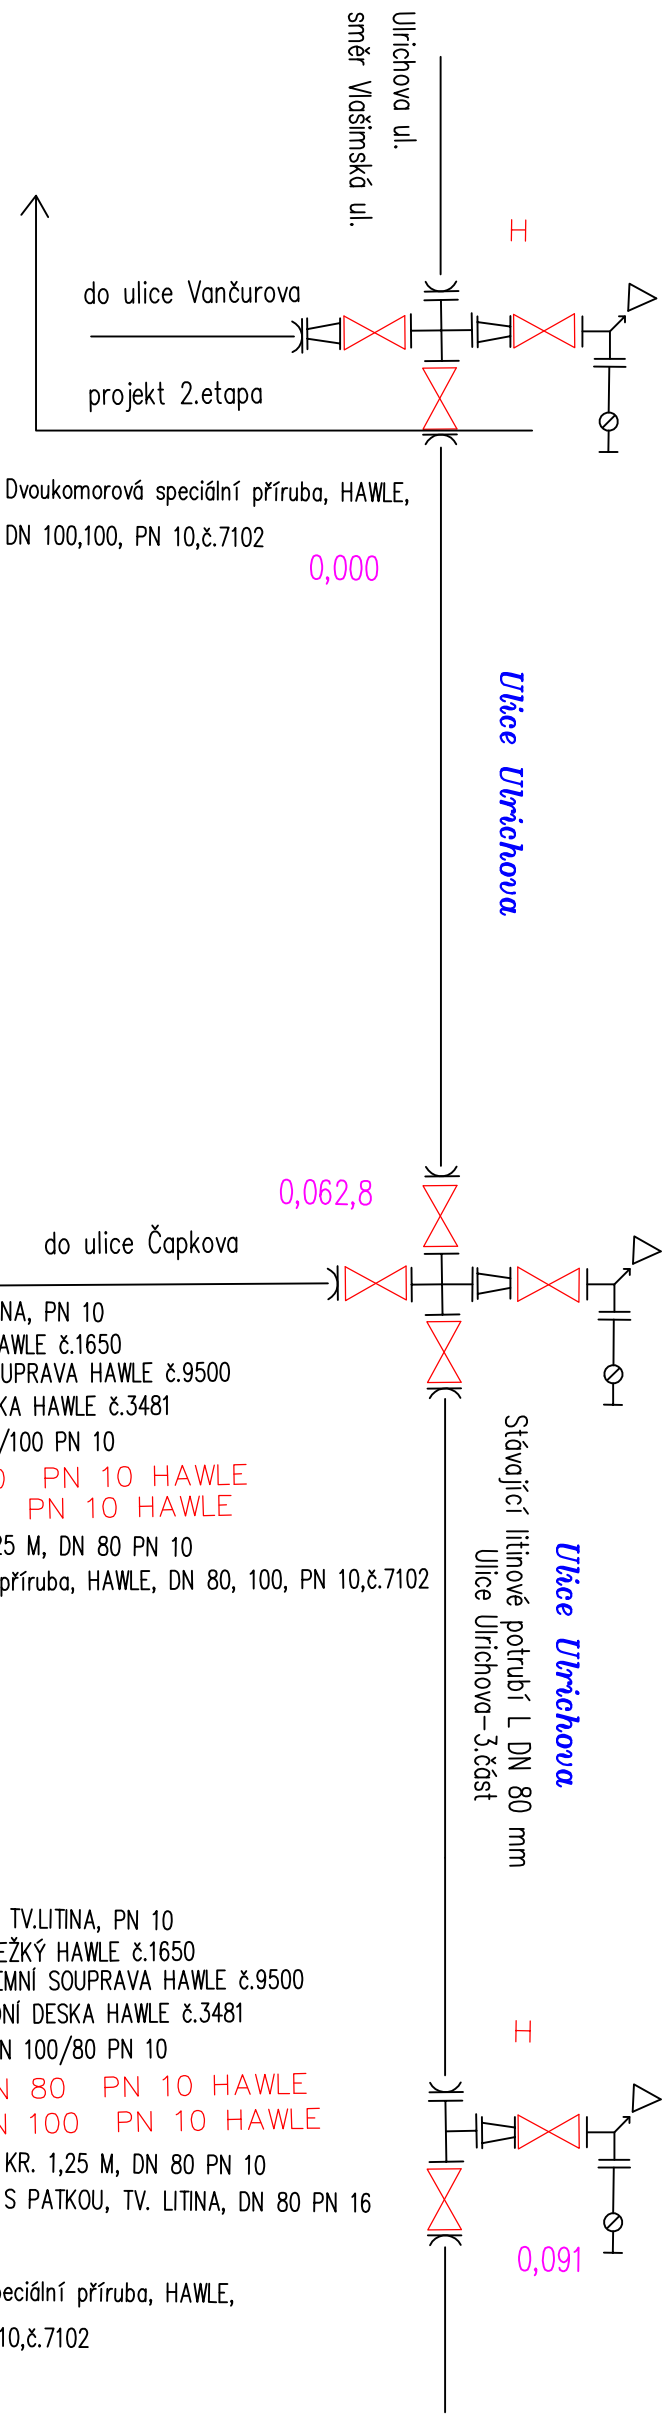 Ulrichova ul.
směr Vlašimská ul.
H
do ulice Vančurova
projekt 2.etapa
Dvoukomorová speciální příruba, HAWLE,
DN 100,100, PN 10,č.7102
0,000
Ulice Ulrichova
0,062,8
do ulice Čapkova
NA, PN 10
AWLE č.1650
UPRAVA HAWLE č.9500
KA HAWLE č.3481
/100 PN 10
0 PN 10 HAWLE
PN 10 HAWLE
25 M, DN 80 PN 10
příruba, HAWLE, DN 80, 100, PN 10,č.7102
Ulice Ulrichova
Stávající litinové potrubí L DN 80 mm
Ulice Ulrichova-3.část
TV.LITINA, PN 10
EŽKÝ HAWLE č.1650
EMNÍ SOUPRAVA HAWLE č.9500
DNÍ DESKA HAWLE č.3481
N 100/80 PN 10
H
N 80 PN 10 HAWLE
N 100 PN 10 HAWLE
KR. 1,25 M, DN 80 PN 10
S PATKOU, TV. LITINA, DN 80 PN 16
0,091
peciální příruba, HAWLE,
10,č.7102